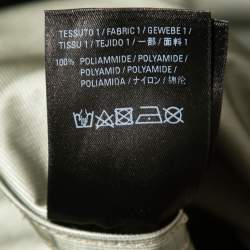 TESSUTO 1 / FABRIC 1 / GEWEBE 1 /
TISSU 1 / TEJIDO 1 / 一部 / 面料 1
100% POLIAMMIDE / POLYAMIDE /
POLYAMID / POLYAMIDE /
POLIAMIDA / ナイロン / 锦纶